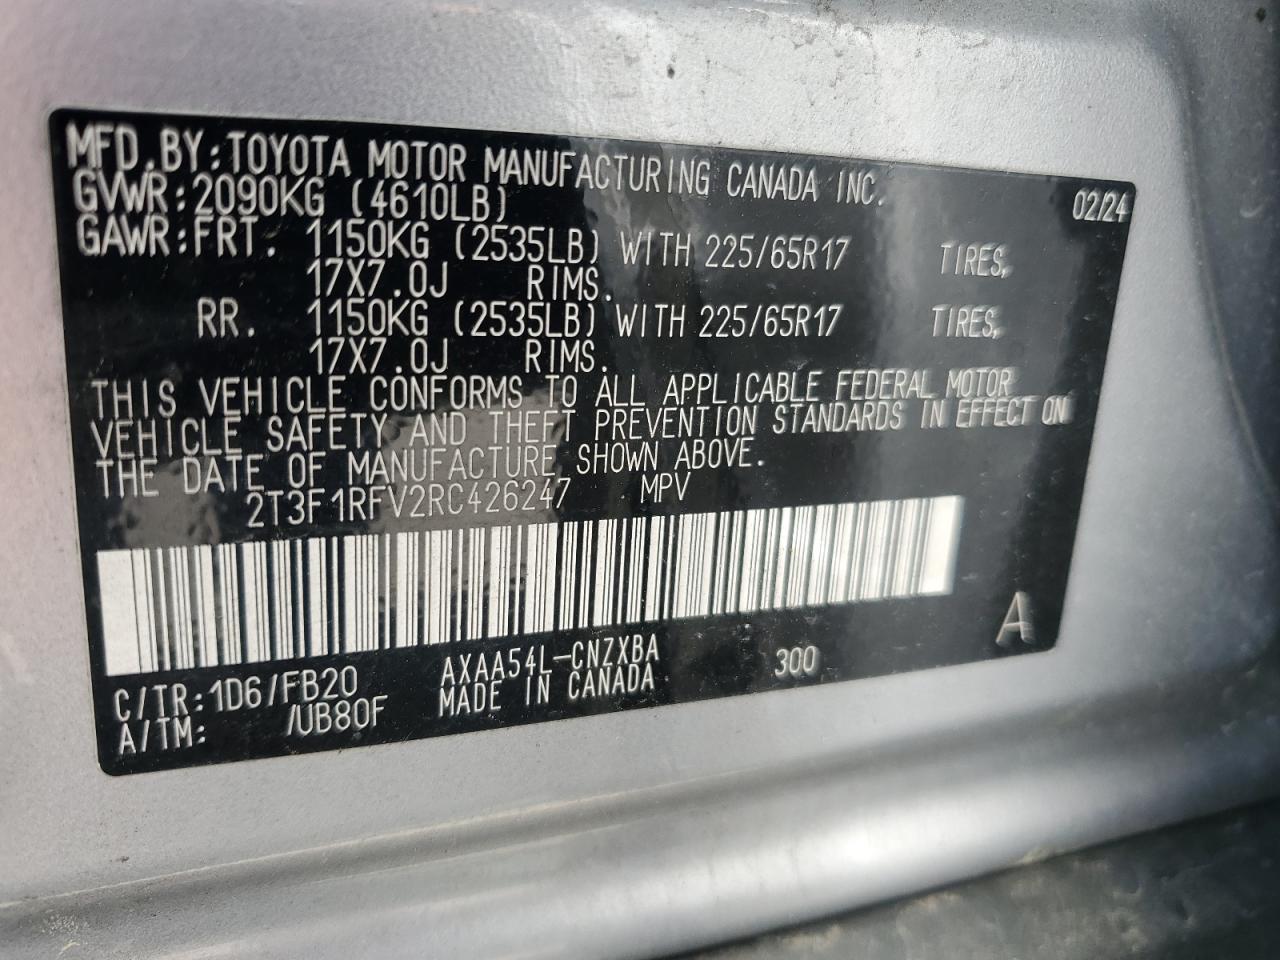 MFD.BY:TOYOTA MOTOR MANUFACTURING CANADA INC.
GVWR:2090KG (4610LB) 02/24
GAWR:FRT. 1150KG (2535LB) WITH 225/65R17 TIRES,
17X7.0J RIMS.
RR. 1150KG (2535LB) WITH 225/65R17 TIRES,
17X7.0J RIMS.
THIS VEHICLE CONFORMS TO ALL APPLICABLE FEDERAL MOTOR
VEHICLE SAFETY AND THEFT PREVENTION STANDARDS IN EFFECT ON
THE DATE OF MANUFACTURE SHOWN ABOVE.
2T3F1RFV2RC426247 MPV
A
C/TR:1D6/FB20 AXAA54L-CNZXBA 300
A/TM: /UB80F MADE IN CANADA